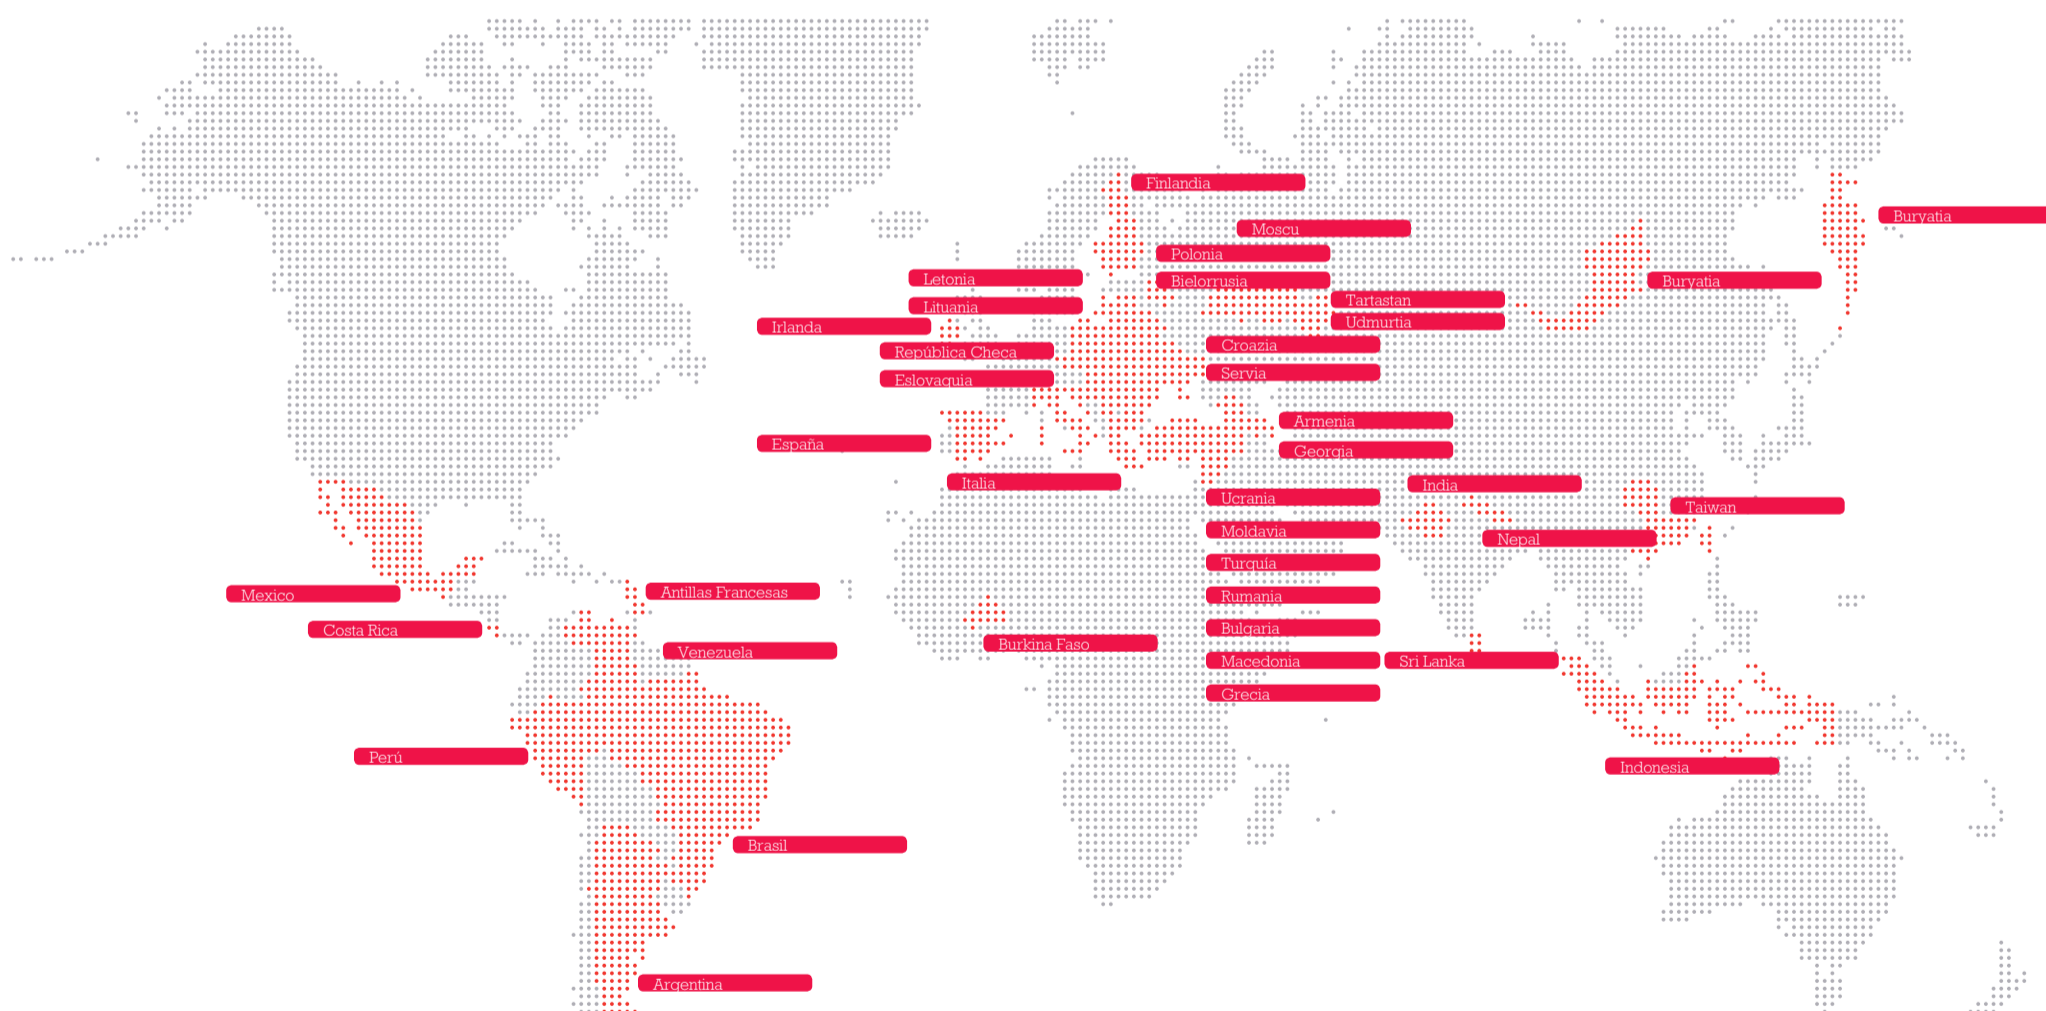 Finlandia
Buryatia
Moscu
Polonia
Letonia
Bielorrusia
Buryatia
Tartastan
Lituania
Udmurtia
Irlanda
Croazia
República Checa
Servia
Eslovaquia
Armenia
España
Georgia
Italia
India
Ucrania
Taiwan
Moldavia
Nepal
Turquía
Antillas Francesas
Mexico
Rumania
Costa Rica
Bulgaria
Burkina Faso
Venezuela
Macedonia
Sri Lanka
Grecia
Perú
Indonesia
Brasil
Argentina